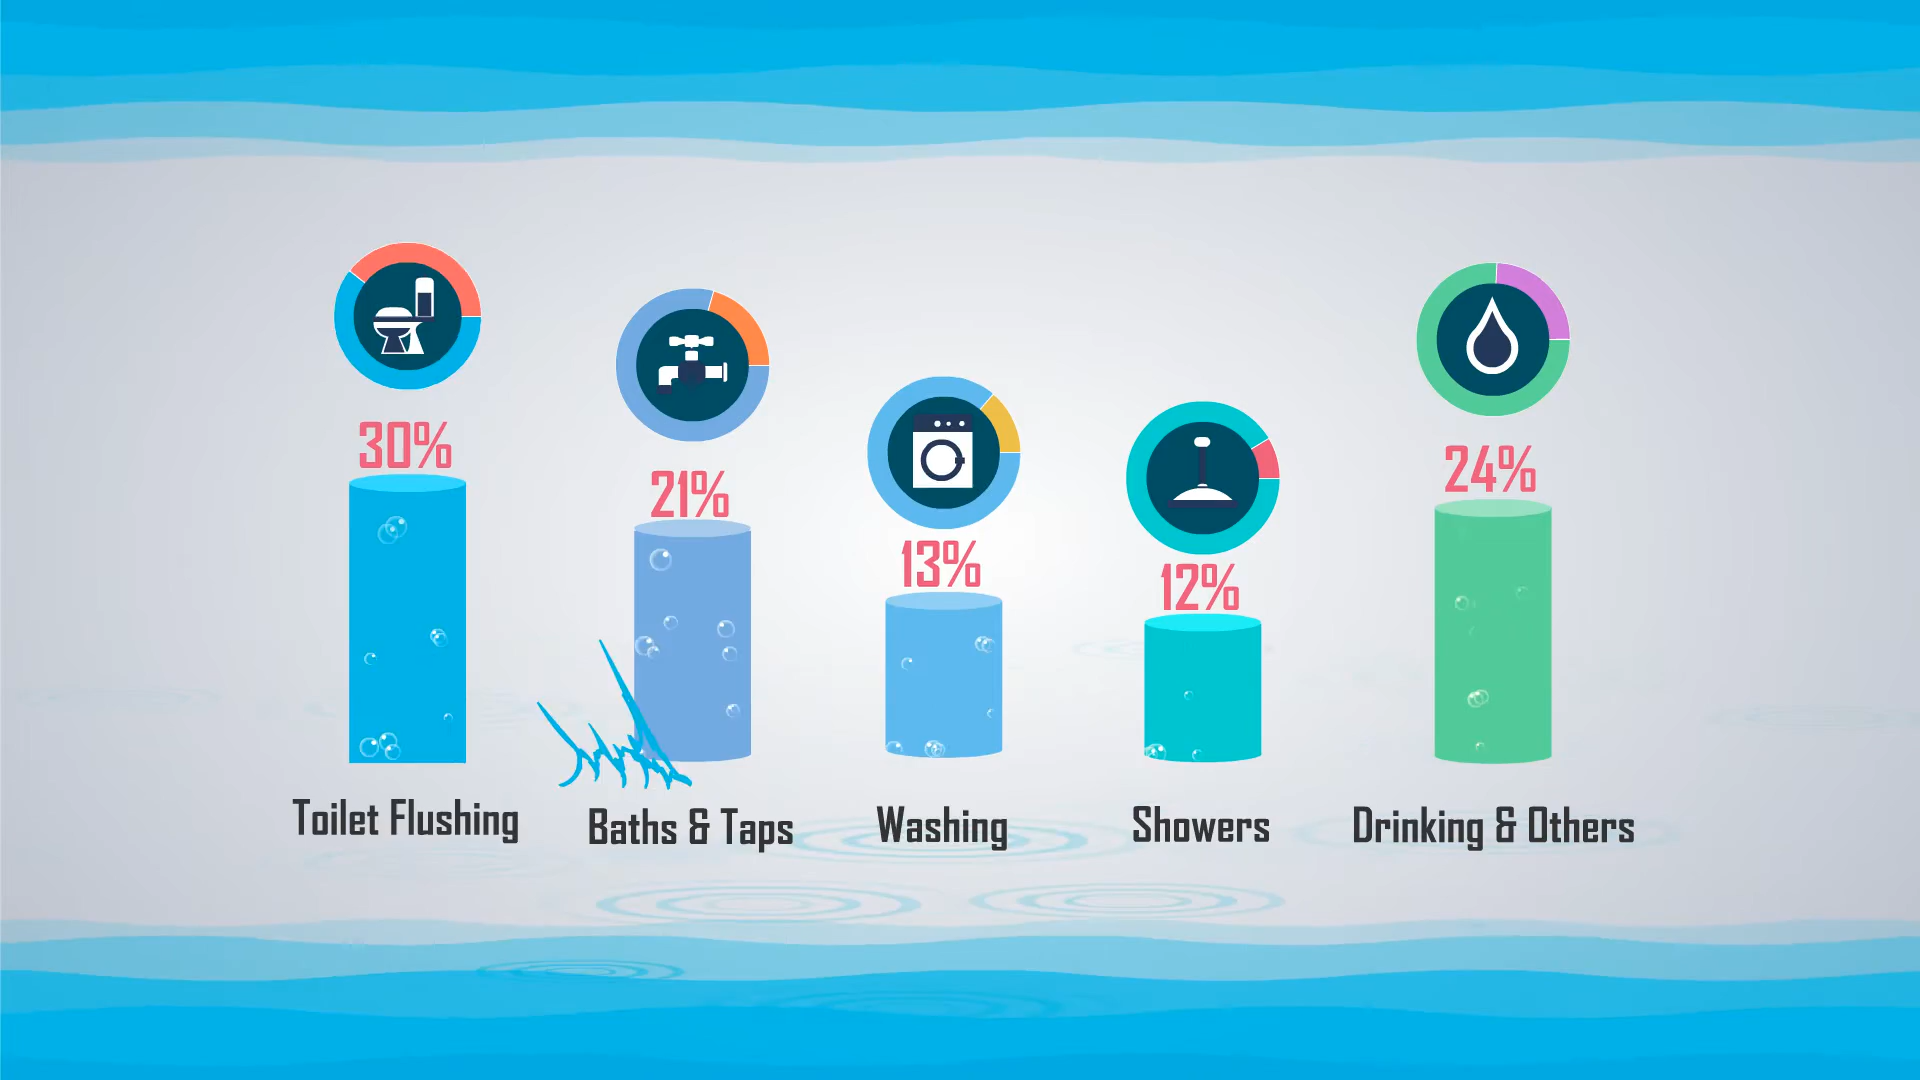 30%
21%
13%
12%
24%
Toilet Flushing
Baths & Taps
Washing
Showers
Drinking & Others